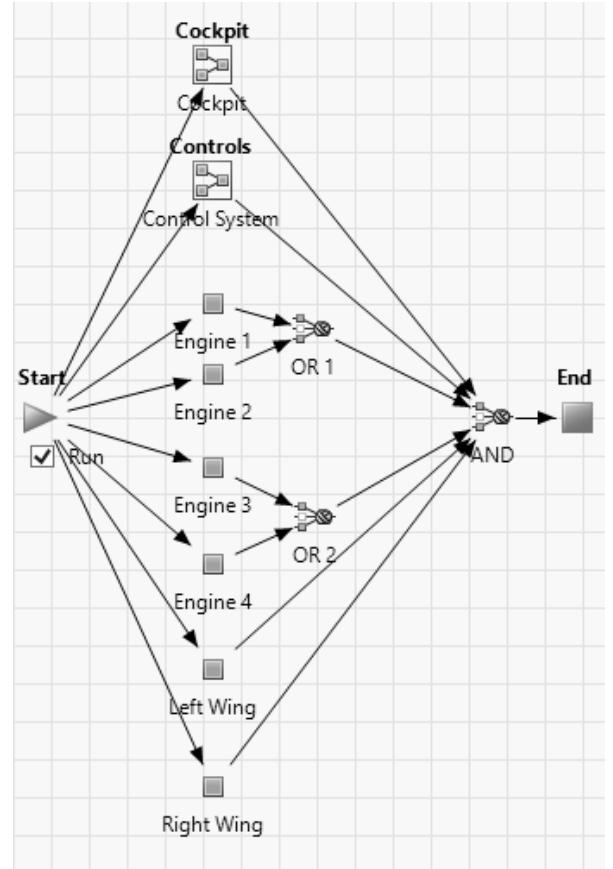 Cockpit
Cockpit
Controls
Control System
Engine 1
OR 1
Start
Engine 2
End
Run
AND
Engine 3
OR 2
Engine 4
Left Wing
Right Wing